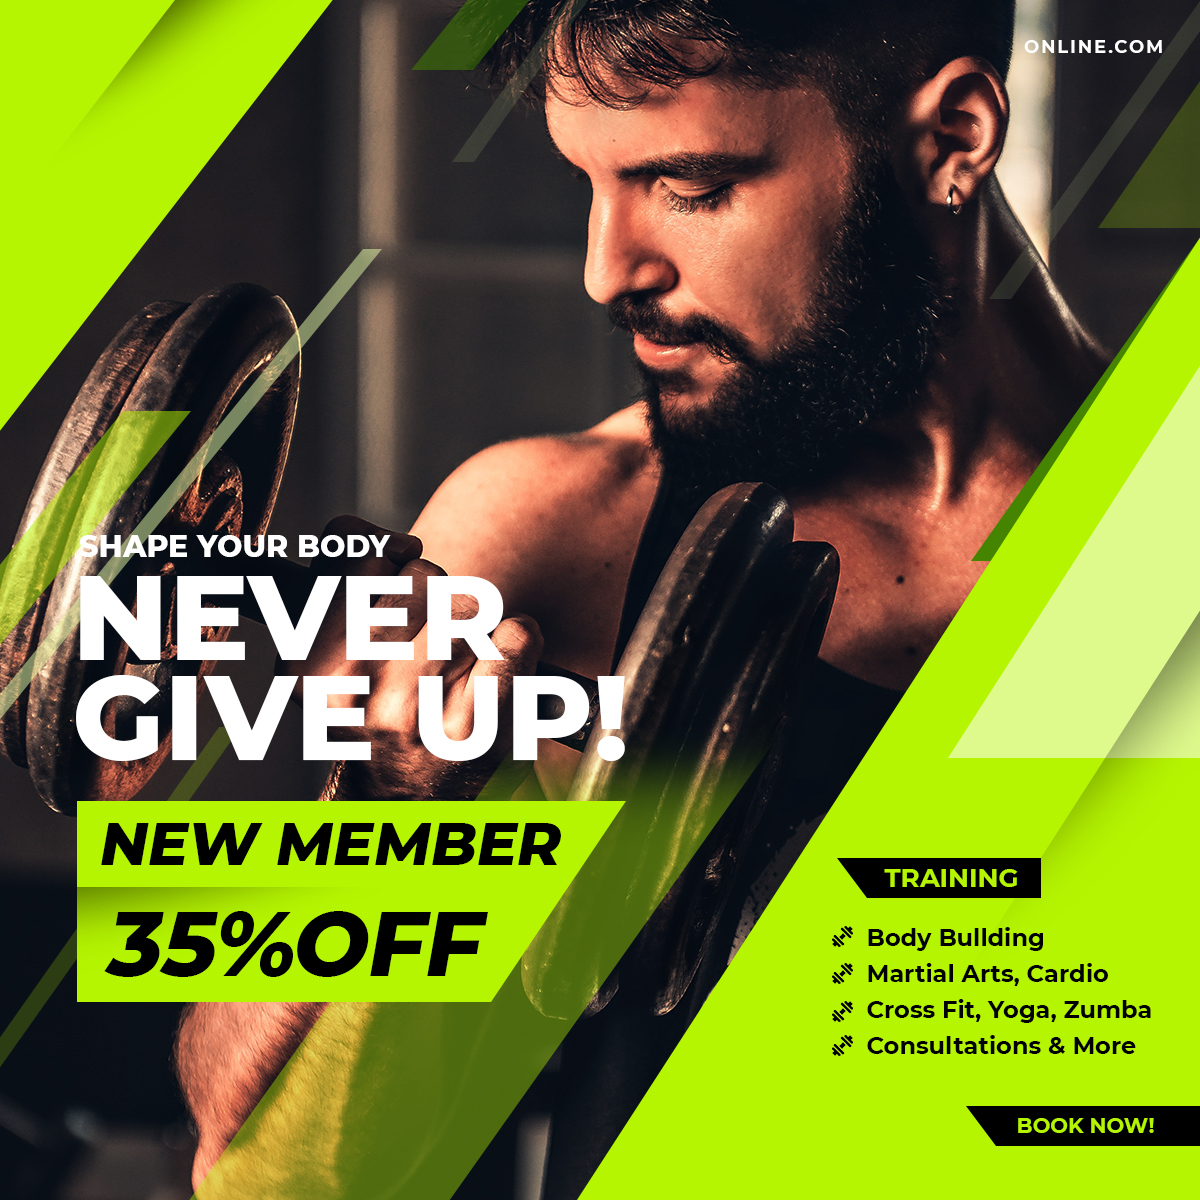 ONLINE.COM
SHAPE YOUR BODY
NEVER
GIVE UP!
NEW MEMBER
35%OFF
TRAINING
Body Bullding
Martial Arts, Cardio
Cross Fit, Yoga, Zumba
Consultations & More
BOOK NOW!